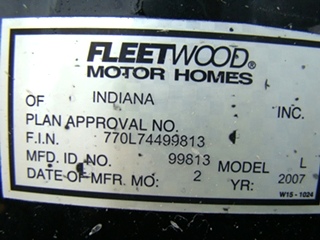 FLEETWOOD®
MOTOR HOMES
OF INDIANA INC.
PLAN APPROVAL NO.
F.I.N. 770L74499813
MFD. ID NO. 99813 MODEL L
DATE OF MFR. MO: 2 YR: 2007
W15 - 1024